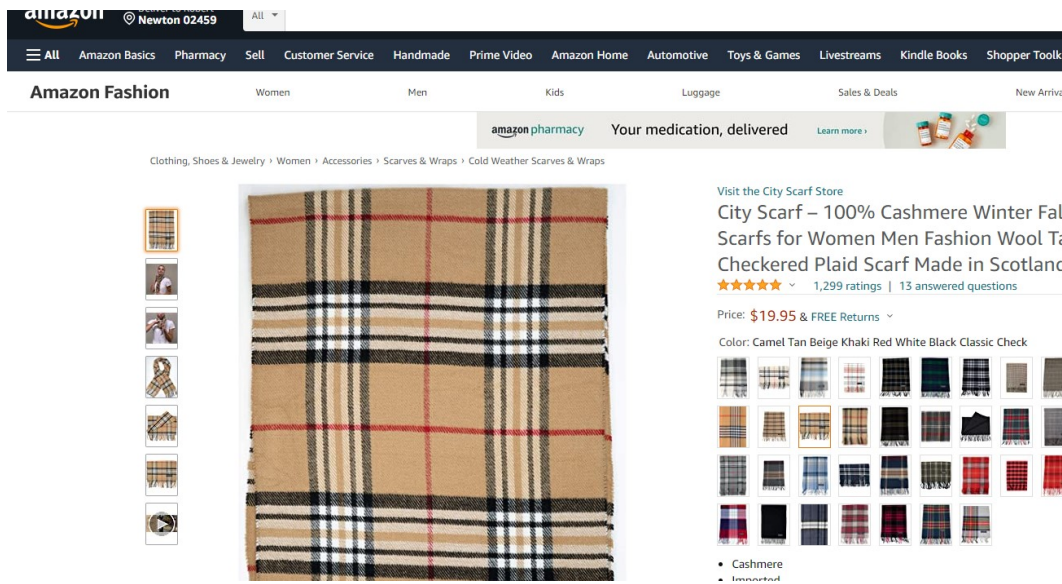 amazon
Deliver to Robert
Newton 02459
All
All Amazon Basics Pharmacy Sell Customer Service Handmade Prime Video Amazon Home Automotive Toys & Games Livestreams Kindle Books Shopper Toolk
Amazon Fashion Women Men Kids Luggage Sales & Deals New Arriva
amazon pharmacy Your medication, delivered Learn more ›
Clothing, Shoes & Jewelry › Women › Accessories › Scarves & Wraps › Cold Weather Scarves & Wraps
Visit the City Scarf Store
City Scarf – 100% Cashmere Winter Fal
Scarfs for Women Men Fashion Wool Ta
Checkered Plaid Scarf Made in Scotland
1,299 ratings | 13 answered questions
Price: $19.95 & FREE Returns
Color: Camel Tan Beige Khaki Red White Black Classic Check
• Cashmere
• Imported